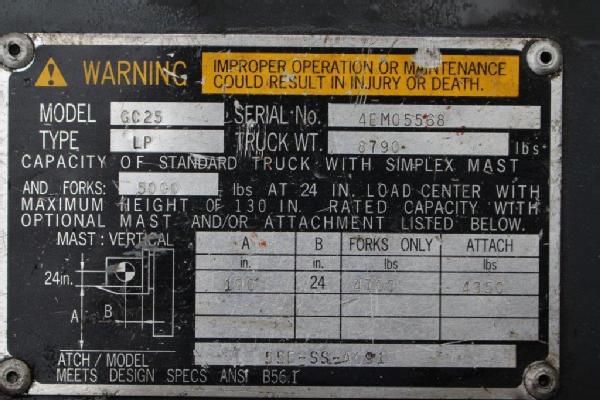 WARNING
IMPROPER OPERATION OR MAINTENANCE
COULD RESULT IN INJURY OR DEATH.
MODEL GC25 SERIAL No. 4EM05568
TYPE LP TRUCK WT. 8790 lbs
CAPACITY OF STANDARD TRUCK WITH SIMPLEX MAST
AND FORKS: 5000 lbs AT 24 IN. LOAD CENTER WITH
MAXIMUM HEIGHT OF 130 IN. RATED CAPACITY WITH
OPTIONAL MAST AND/OR ATTACHMENT LISTED BELOW.
MAST : VERTICAL
A B FORKS ONLY ATTACH
in. in. lbs lbs
24 4350
24in.
B
A
ATCH / MODEL
MEETS DESIGN SPECS ANSI B56.1